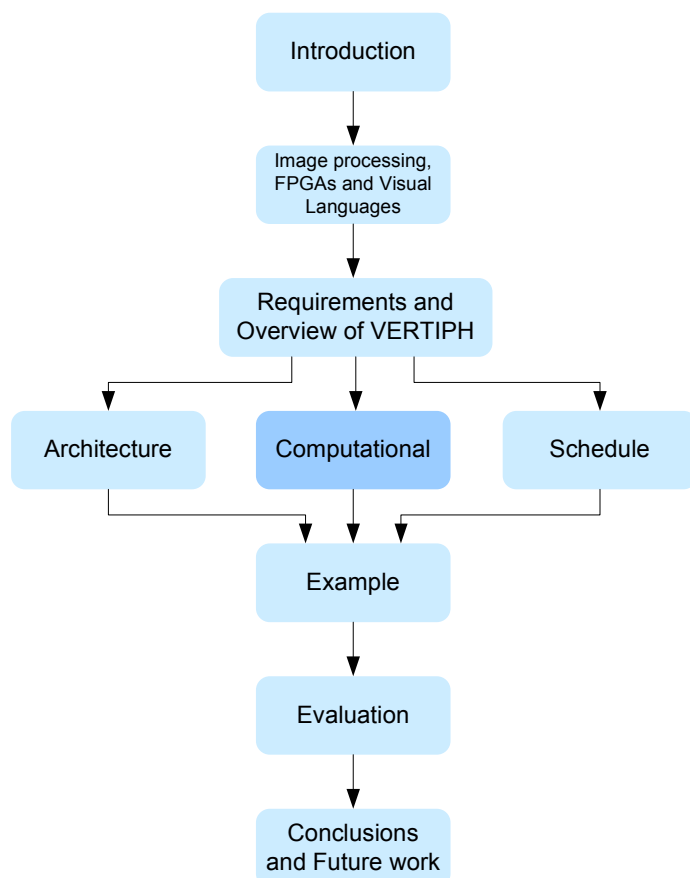 Introduction
Image processing,
FPGAs and Visual
Languages
Requirements and
Overview of VERTIPH
Architecture
Computational
Schedule
Example
Evaluation
Conclusions
and Future work